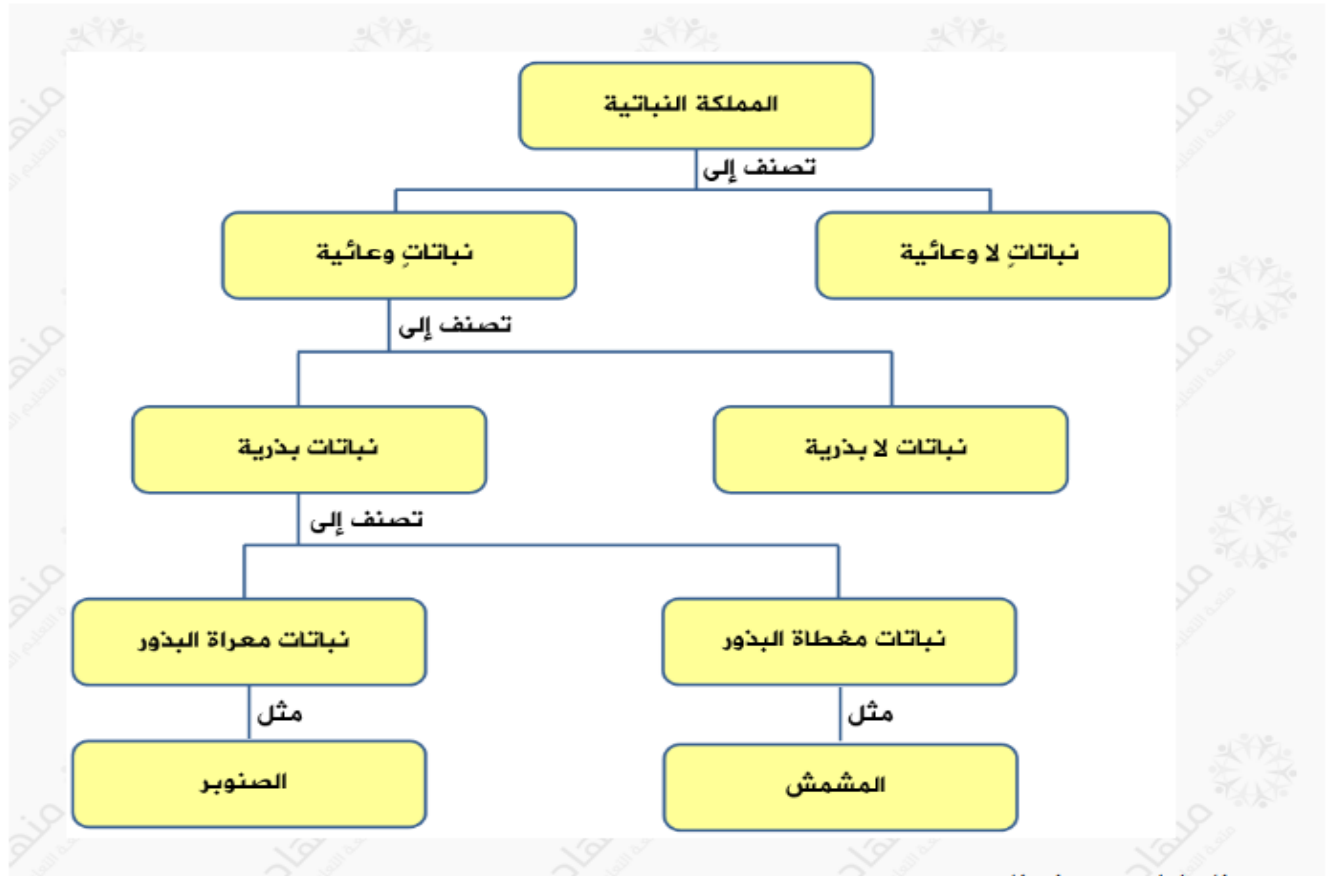 المملكة النباتية
تصنف إلى
نباتاتِ لا وعائية
نباتاتِ وعائية
تصنف إلى
نباتات لا بذرية
نباتات بذرية
تصنف إلى
نباتات مغطاة البذور
نباتات معراة البذور
مثل
مثل
المشمش
الصنوبر